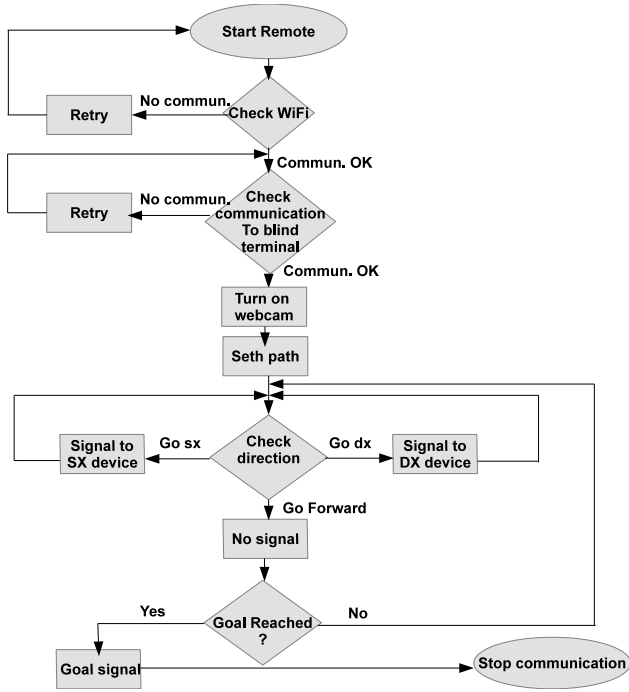 Start Remote
No commun.
Retry
Check WiFi
Commun. OK
No commun.
Retry
Check
communication
To blind
terminal
Commun. OK
Turn on
webcam
Seth path
Signal to
SX device
Go sx
Check
direction
Go dx
Signal to
DX device
Go Forward
No signal
Yes
Goal Reached
?
No
Goal signal
Stop communication